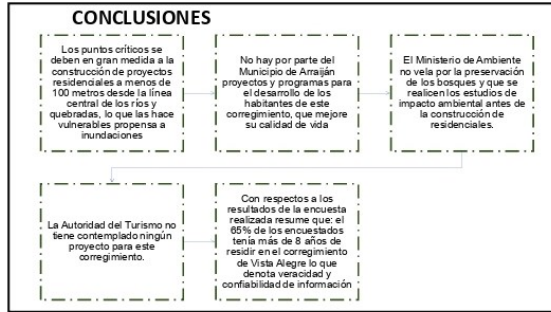 CONCLUSIONES
Los puntos críticos se
deben en gran medida a la
construcción de proyectos
residenciales a menos de
100 metros desde la línea
central de los ríos y
quebradas, lo que las hace
vulnerables propensa a
inundaciones
No hay por parte del
Municipio de Arraiján
proyectos y programas para
el desarrollo de los
habitantes de este
corregimiento, que mejore
su calidad de vida
El Ministerio de Ambiente
no vela por la preservación
de los bosques y que se
realicen los estudios de
impacto ambiental antes de
la construcción de
residenciales.
La Autoridad del Turismo no
tiene contemplado ningún
proyecto para este
corregimiento.
Con respectos a los
resultados de la encuesta
realizada resume que: el
65% de los encuestados
tenía más de 8 años de
residir en el corregimiento
de Vista Alegre lo que
denota veracidad y
confiabilidad de información